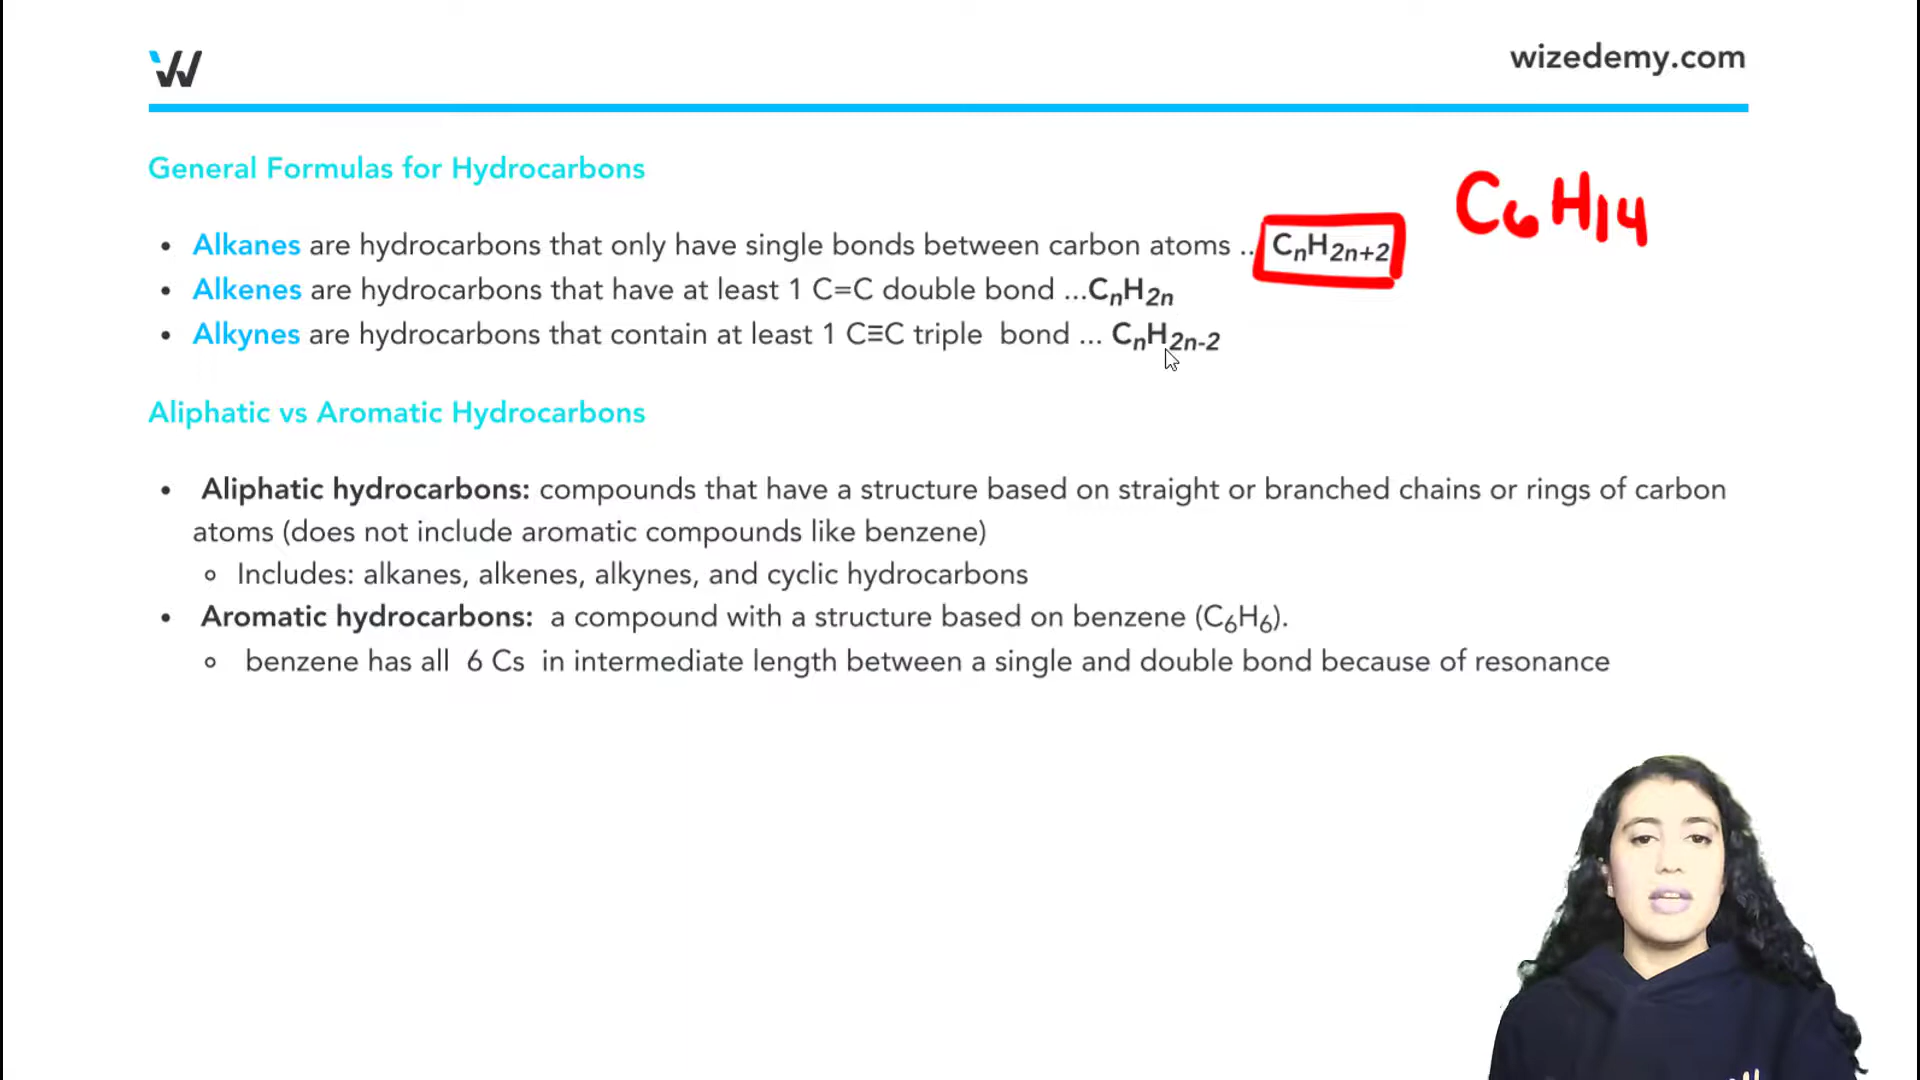 wizedemy.com
General Formulas for Hydrocarbons
C₆H₁₄
• Alkanes are hydrocarbons that only have single bonds between carbon atoms .. CₙH₂ₙ₊₂
• Alkenes are hydrocarbons that have at least 1 C=C double bond ...CₙH₂ₙ
• Alkynes are hydrocarbons that contain at least 1 C≡C triple bond ... CₙH₂ₙ₋₂
Aliphatic vs Aromatic Hydrocarbons
• Aliphatic hydrocarbons: compounds that have a structure based on straight or branched chains or rings of carbon
atoms (does not include aromatic compounds like benzene)
◦ Includes: alkanes, alkenes, alkynes, and cyclic hydrocarbons
• Aromatic hydrocarbons: a compound with a structure based on benzene (C₆H₆).
◦ benzene has all 6 Cs in intermediate length between a single and double bond because of resonance